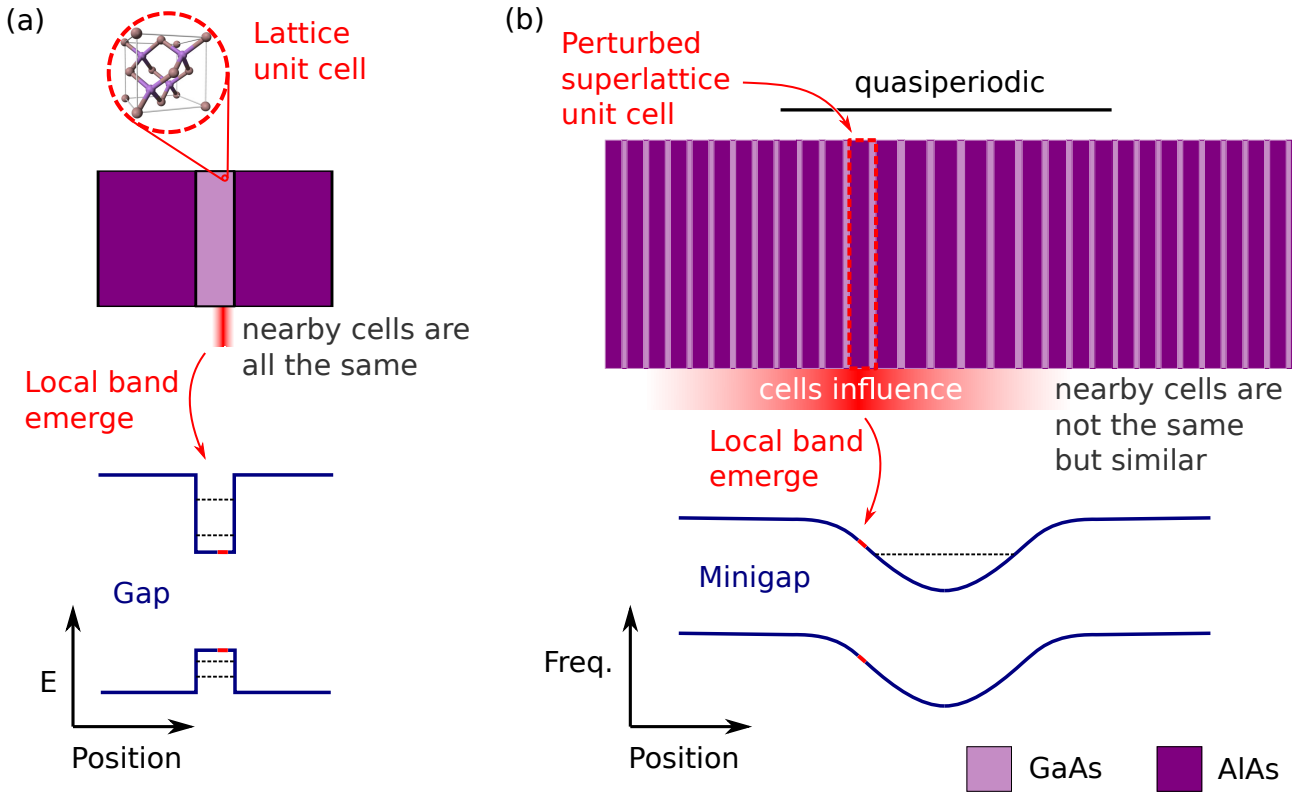 (a)
Lattice
unit cell
nearby cells are
all the same
Local band
emerge
Gap
E
Position
(b)
Perturbed
superlattice
unit cell
quasiperiodic
cells influence
nearby cells are
not the same
but similar
Local band
emerge
Minigap
Freq.
Position
GaAs
AlAs